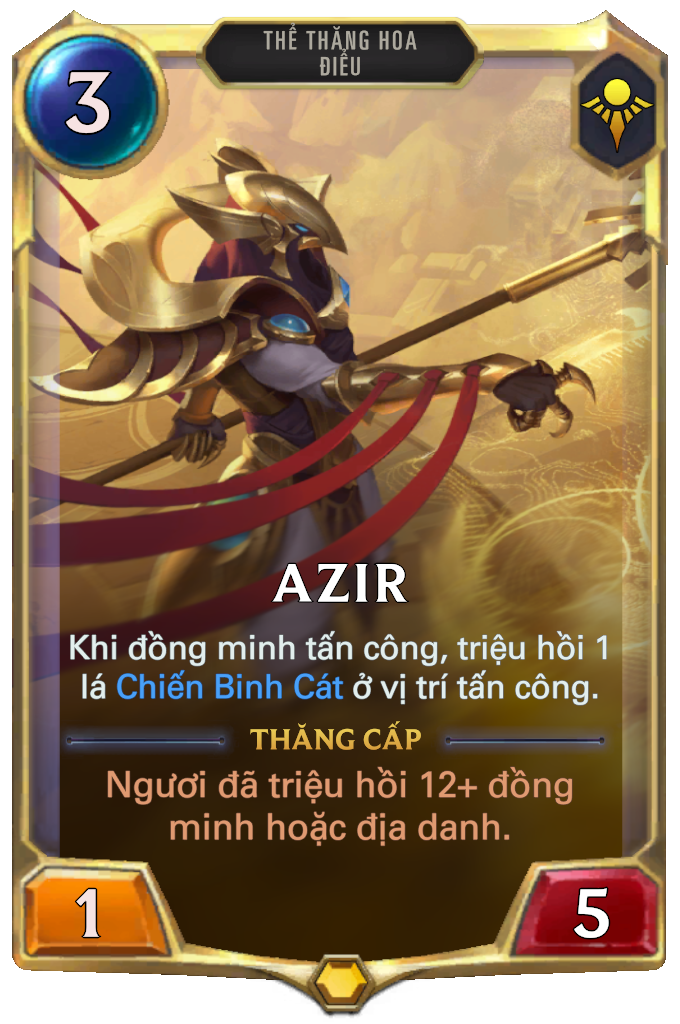 THỂ THĂNG HOA
ĐIỂU
3
AZIR
Khi đồng minh tấn công, triệu hồi 1
lá Chiến Binh Cát ở vị trí tấn công.
THĂNG CẤP
Ngươi đã triệu hồi 12+ đồng
minh hoặc địa danh.
1
5